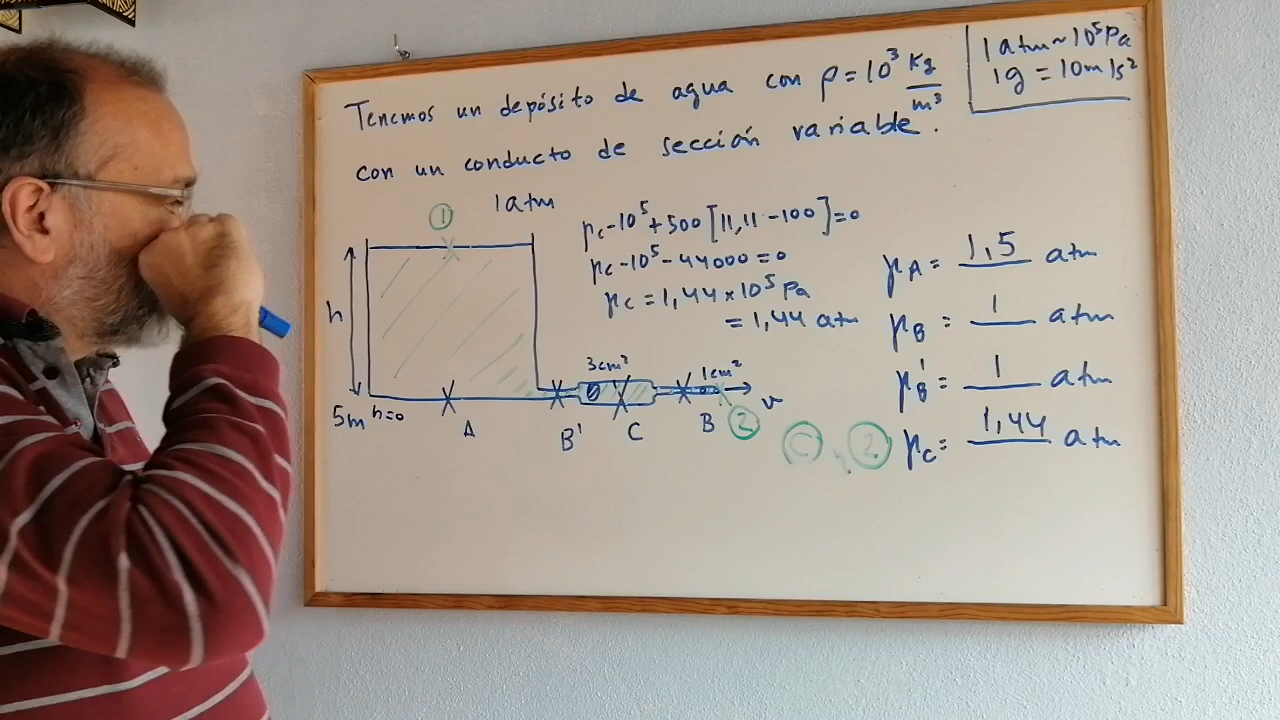 Tenemos un depósito de agua con ρ = 10³ Kg/m³
con un conducto de sección variable.
1 atm ~ 10⁵ Pa
1g = 10 m/s²
1
1 atm
h
5m
h=0
A
B'
C
B
2
3cm²
1cm²
v
pc - 10⁵ + 500 [11,11 - 100] = 0
pc - 10⁵ - 44000 = 0
pc = 1,44 × 10⁵ Pa
= 1,44 atm
C y 2
pA = 1,5 atm
pB = 1 atm
pB' = 1 atm
pC = 1,44 atm